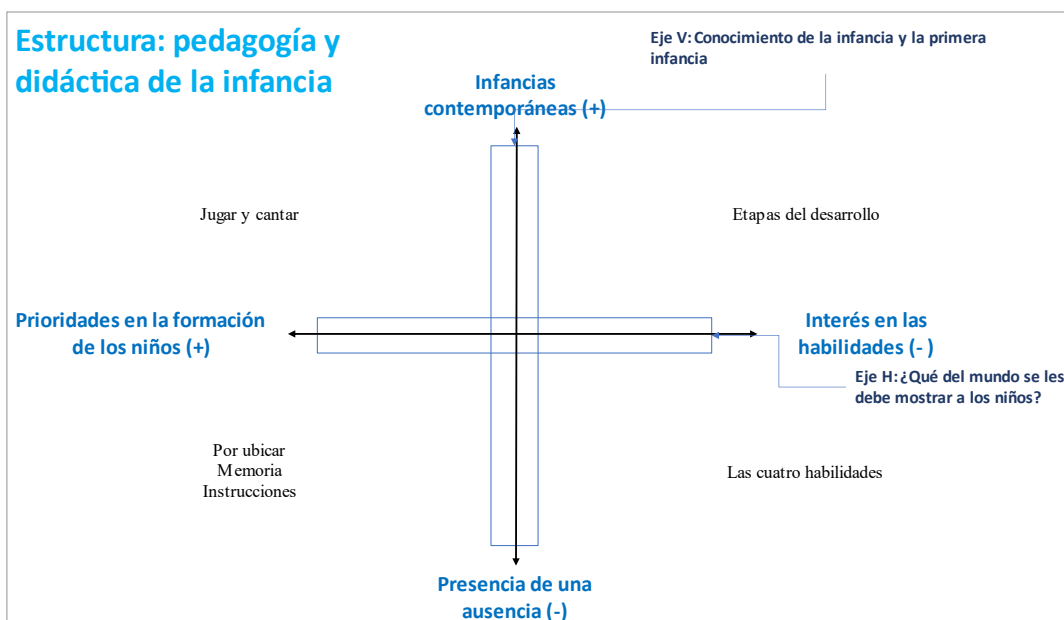 Estructura: pedagogía y
didáctica de la infancia
Eje V: Conocimiento de la infancia y la primera
infancia
Infancias
contemporáneas (+)
Jugar y cantar
Etapas del desarrollo
Prioridades en la formación
de los niños (+)
Interés en las
habilidades (- )
Eje H: ¿Qué del mundo se les
debe mostrar a los niños?
Por ubicar
Memoria
Instrucciones
Las cuatro habilidades
Presencia de una
ausencia (-)